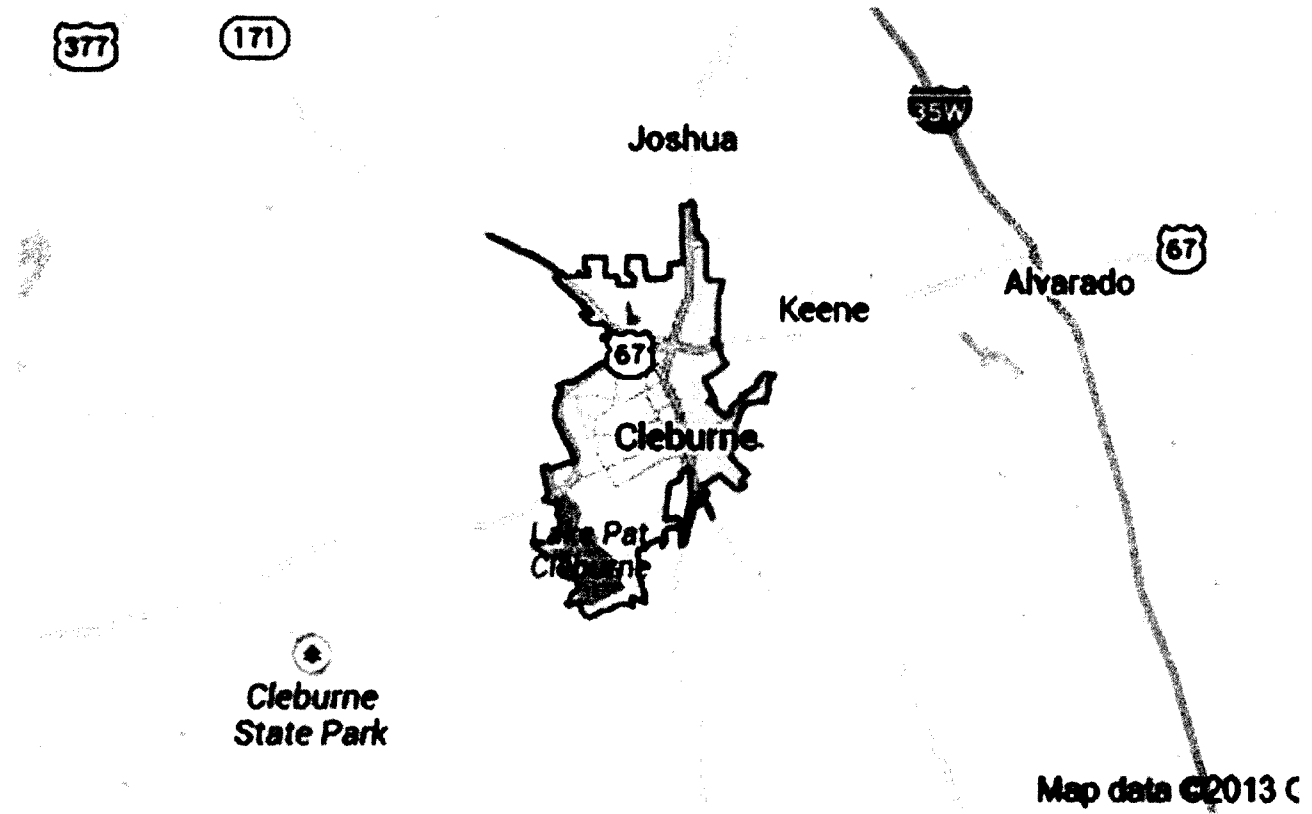 377
171
35W
Joshua
67
Alvarado
Keene
67
Cleburne
Lake Pat
Cleburne
Cleburne
State Park
Map data ©2013